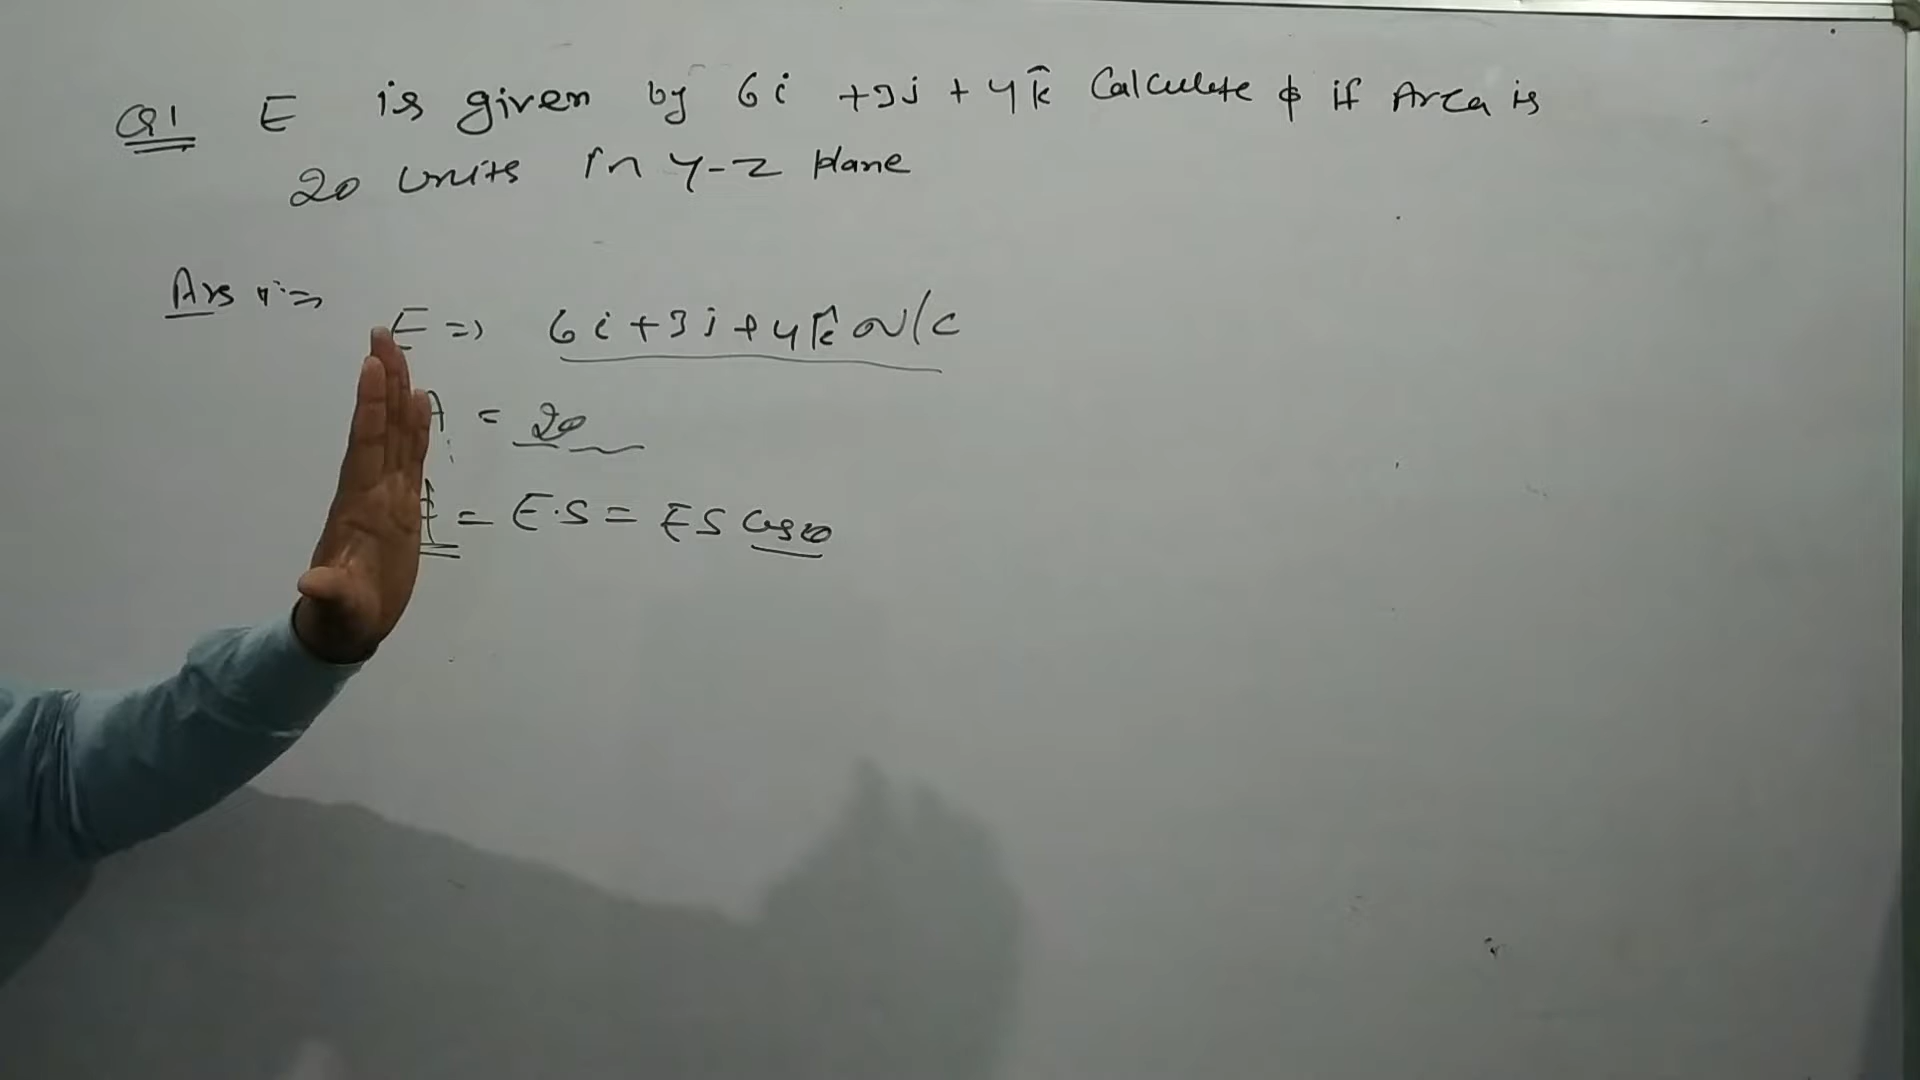 Q1 E is given by 6i + 3j + 4k̂ Calculate ϕ if Area is
20 units in Y-Z plane
Ans :⇒
E ⇒ 6i + 3j + 4k̂ N/C
A = 20
= E.S = ES cosθ